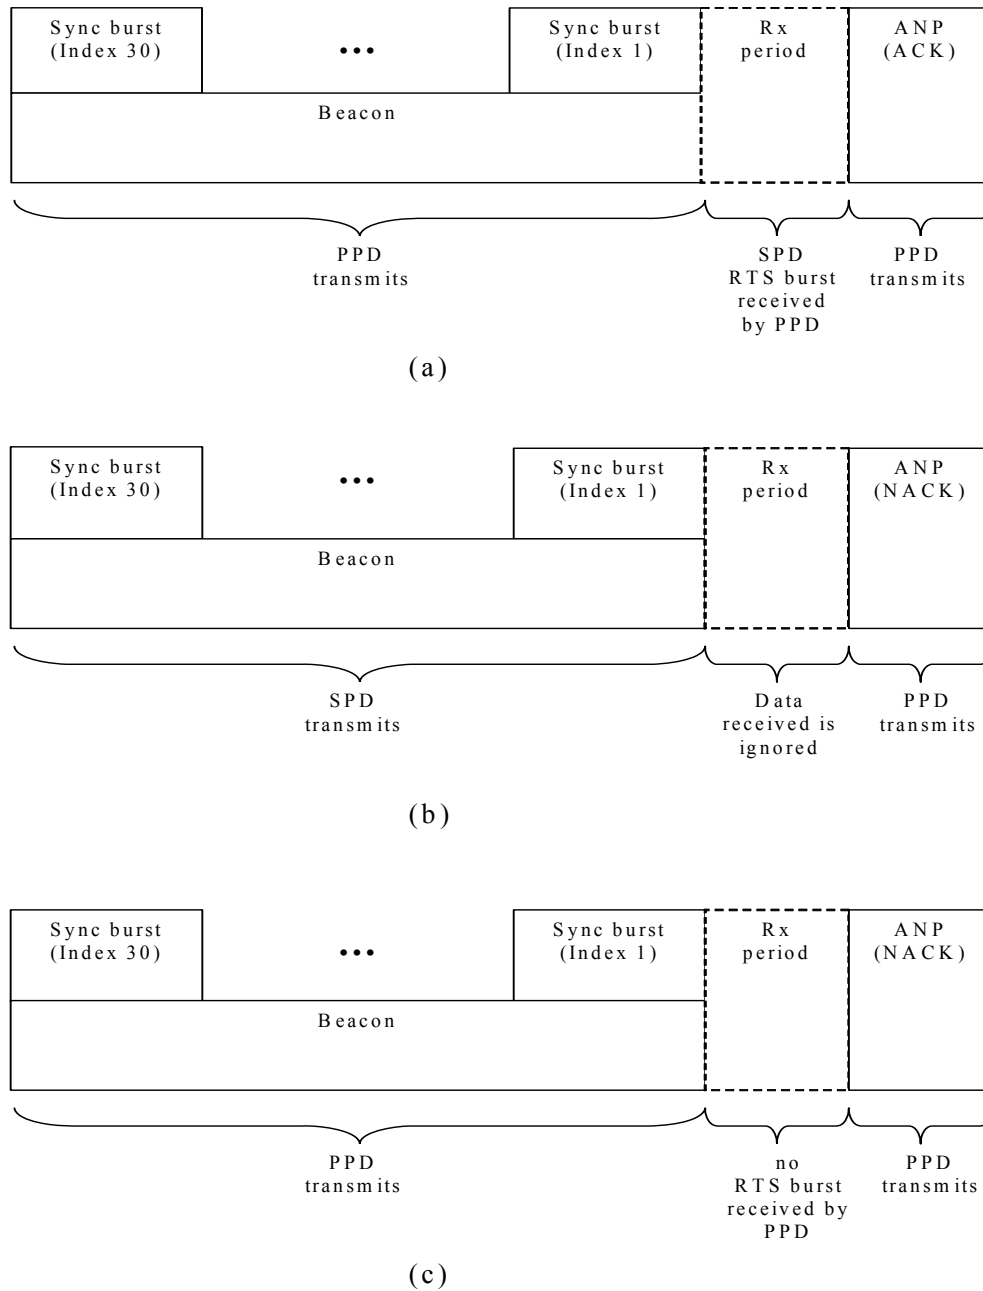 Sync burst
(Index 30)
•••
Sync burst
(Index 1)
Rx
period
ANP
(ACK)
Beacon
PPD
transmits
SPD
RTS burst
received
by PPD
PPD
transmits
(a)
Sync burst
(Index 30)
•••
Sync burst
(Index 1)
Rx
period
ANP
(NACK)
Beacon
SPD
transmits
Data
received is
ignored
PPD
transmits
(b)
Sync burst
(Index 30)
•••
Sync burst
(Index 1)
Rx
period
ANP
(NACK)
Beacon
PPD
transmits
no
RTS burst
received by
PPD
PPD
transmits
(c)